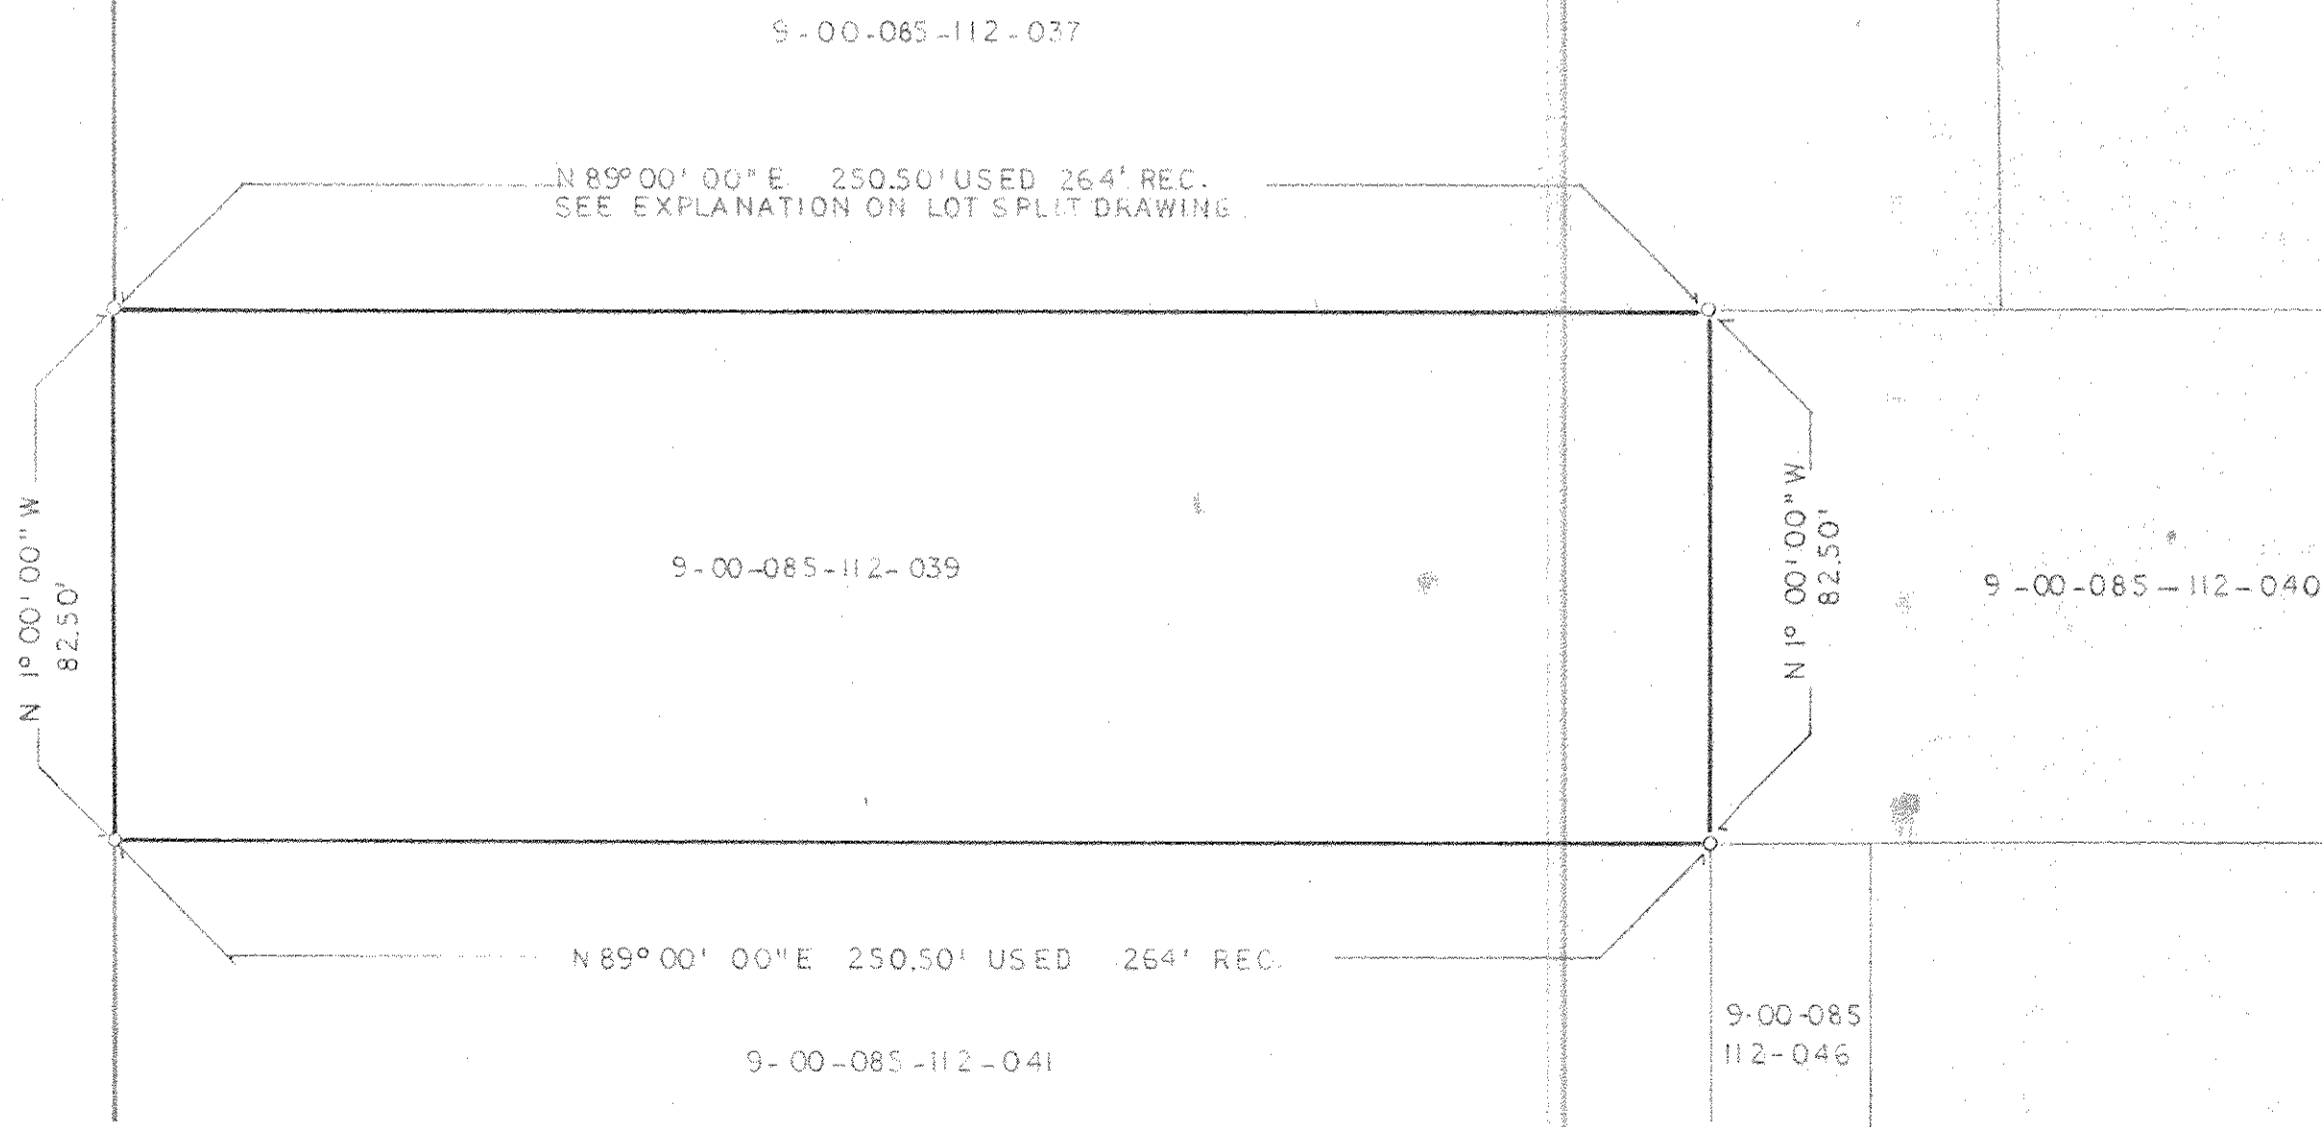 9-00-085-112-037
N 89° 00' 00" E 250.50' USED 264' REC.
SEE EXPLANATION ON LOT SPLIT DRAWING
N 1° 00' 00" W
82.50'
9-00-085-112-039
N 1° 00' 00" W
82.50'
9-00-085-112-040
N 89° 00' 00" E 250.50' USED 264' REC.
9-00-085-112-041
9-00-085
112-046